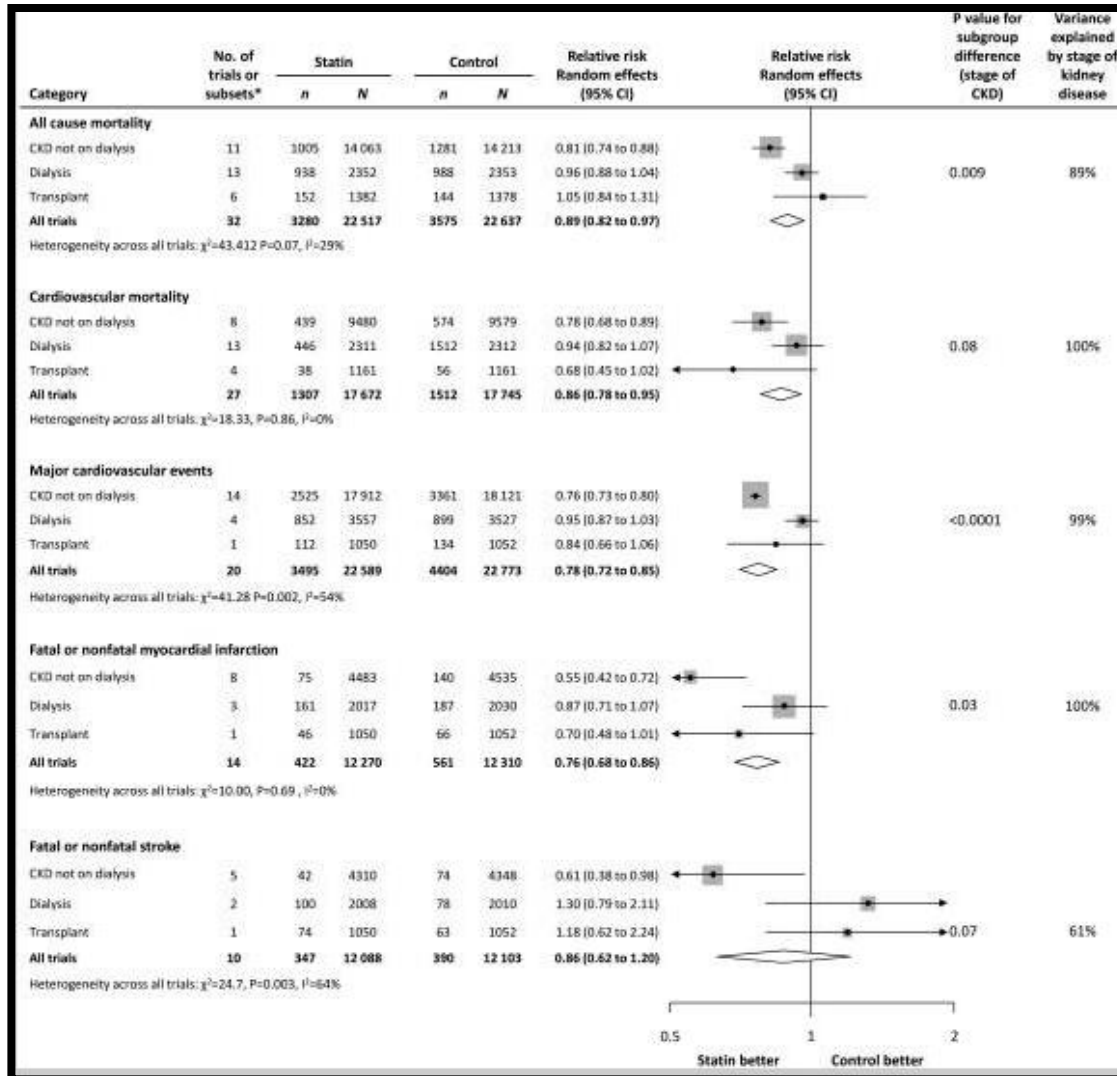 Category No. of trials or subsets* Statin Control Relative risk Random effects (95% CI) Relative risk Random effects (95% CI) P value for subgroup difference (stage of CKD) Variance explained by stage of kidney disease
n N n N
All cause mortality
CKD not on dialysis 11 1005 14 063 1281 14 213 0.81 (0.74 to 0.88)
Dialysis 13 938 2352 988 2353 0.96 (0.88 to 1.04) 0.009 89%
Transplant 6 152 1382 144 1378 1.05 (0.84 to 1.31)
All trials 32 3280 22 517 3575 22 637 0.89 (0.82 to 0.97)
Heterogeneity across all trials: χ²=43.412 P=0.07, I²=29%
Cardiovascular mortality
CKD not on dialysis 8 439 9480 574 9579 0.78 (0.68 to 0.89)
Dialysis 13 446 2311 1512 2312 0.94 (0.82 to 1.07) 0.08 100%
Transplant 4 38 1161 56 1161 0.68 (0.45 to 1.02)
All trials 27 1307 17 672 1512 17 745 0.86 (0.78 to 0.95)
Heterogeneity across all trials: χ²=18.33, P=0.86, I²=0%
Major cardiovascular events
CKD not on dialysis 14 2525 17 912 3361 18 121 0.76 (0.73 to 0.80)
Dialysis 4 852 3557 899 3527 0.95 (0.87 to 1.03) <0.0001 99%
Transplant 1 112 1050 134 1052 0.84 (0.66 to 1.06)
All trials 20 3495 22 589 4404 22 773 0.78 (0.72 to 0.85)
Heterogeneity across all trials: χ²=41.28 P=0.002, I²=54%
Fatal or nonfatal myocardial infarction
CKD not on dialysis 8 75 4483 140 4535 0.55 (0.42 to 0.72)
Dialysis 3 161 2017 187 2030 0.87 (0.71 to 1.07) 0.03 100%
Transplant 1 46 1050 66 1052 0.70 (0.48 to 1.01)
All trials 14 422 12 270 561 12 310 0.76 (0.68 to 0.86)
Heterogeneity across all trials: χ²=10.00, P=0.69 , I²=0%
Fatal or nonfatal stroke
CKD not on dialysis 5 42 4310 74 4348 0.61 (0.38 to 0.98)
Dialysis 2 100 2008 78 2010 1.30 (0.79 to 2.11)
Transplant 1 74 1050 63 1052 1.18 (0.62 to 2.24) 0.07 61%
All trials 10 347 12 088 390 12 103 0.86 (0.62 to 1.20)
Heterogeneity across all trials: χ²=24.7, P=0.003, I²=64%
0.5 1 2
Statin better Control better